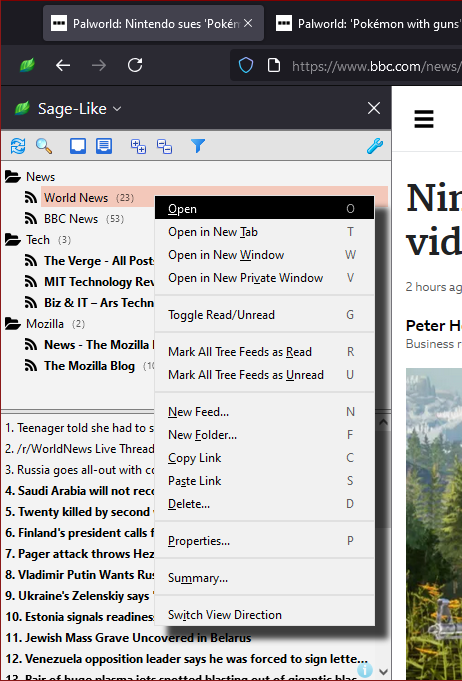 Palworld: Nintendo sues 'Pokém
Palworld: 'Pokémon with guns'
https://www.bbc.com/news/
Sage-Like
News
World News (23)
BBC News (53)
Tech (3)
The Verge - All Posts
MIT Technology Rev
Biz & IT – Ars Techn
Mozilla (2)
News - The Mozilla
The Mozilla Blog (10
Open O
Open in New Tab T
Open in New Window W
Open in New Private Window V
Toggle Read/Unread G
Mark All Tree Feeds as Read R
Mark All Tree Feeds as Unread U
New Feed... N
New Folder... F
Copy Link C
Paste Link S
Delete... D
Properties... P
Summary...
Switch View Direction
1. Teenager told she had to s
2. /r/WorldNews Live Thread
3. Russia goes all-out with co
4. Saudi Arabia will not reco
5. Twenty killed by second
6. Finland's president calls f
7. Pager attack throws Hez
8. Vladimir Putin Wants Rus
9. Ukraine's Zelenskiy says '
10. Estonia signals readiness
11. Jewish Mass Grave Uncovered in Belarus
12. Venezuela opposition leader says he was forced to sign lette...
13. Pair of huge plasma jets spotted blasting out of gigantic blac
Nin
vid
2 hours ag
Peter H
Business r